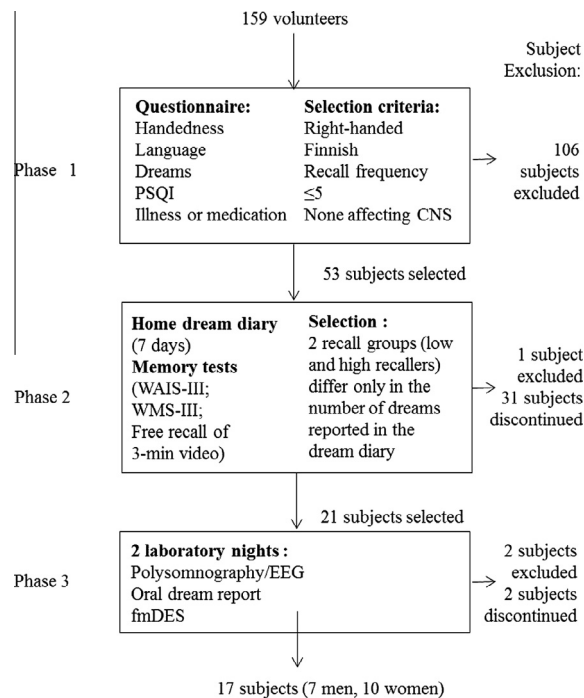 159 volunteers
Subject
Exclusion:
Phase 1
Questionnaire: Selection criteria:
Handedness Right-handed
Language Finnish
Dreams Recall frequency
PSQI ≤5
Illness or medication None affecting CNS
106
subjects
excluded
53 subjects selected
Phase 2
Home dream diary
(7 days)
Memory tests
(WAIS-III;
WMS-III;
Free recall of
3-min video)
Selection :
2 recall groups (low
and high recallers)
differ only in the
number of dreams
reported in the
dream diary
1 subject
excluded
31 subjects
discontinued
21 subjects selected
Phase 3
2 laboratory nights :
Polysomnography/EEG
Oral dream report
fmDES
2 subjects
excluded
2 subjects
discontinued
17 subjects (7 men, 10 women)